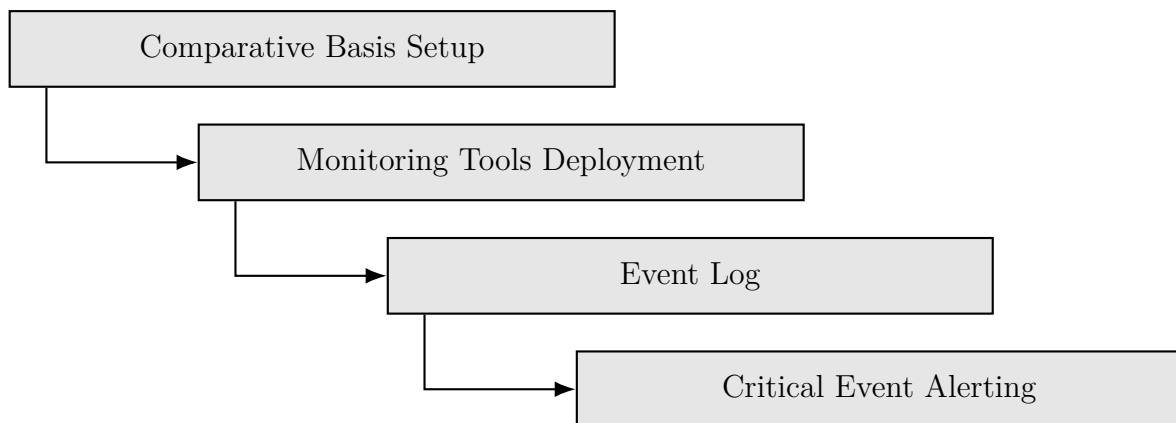 Comparative Basis Setup
Monitoring Tools Deployment
Event Log
Critical Event Alerting